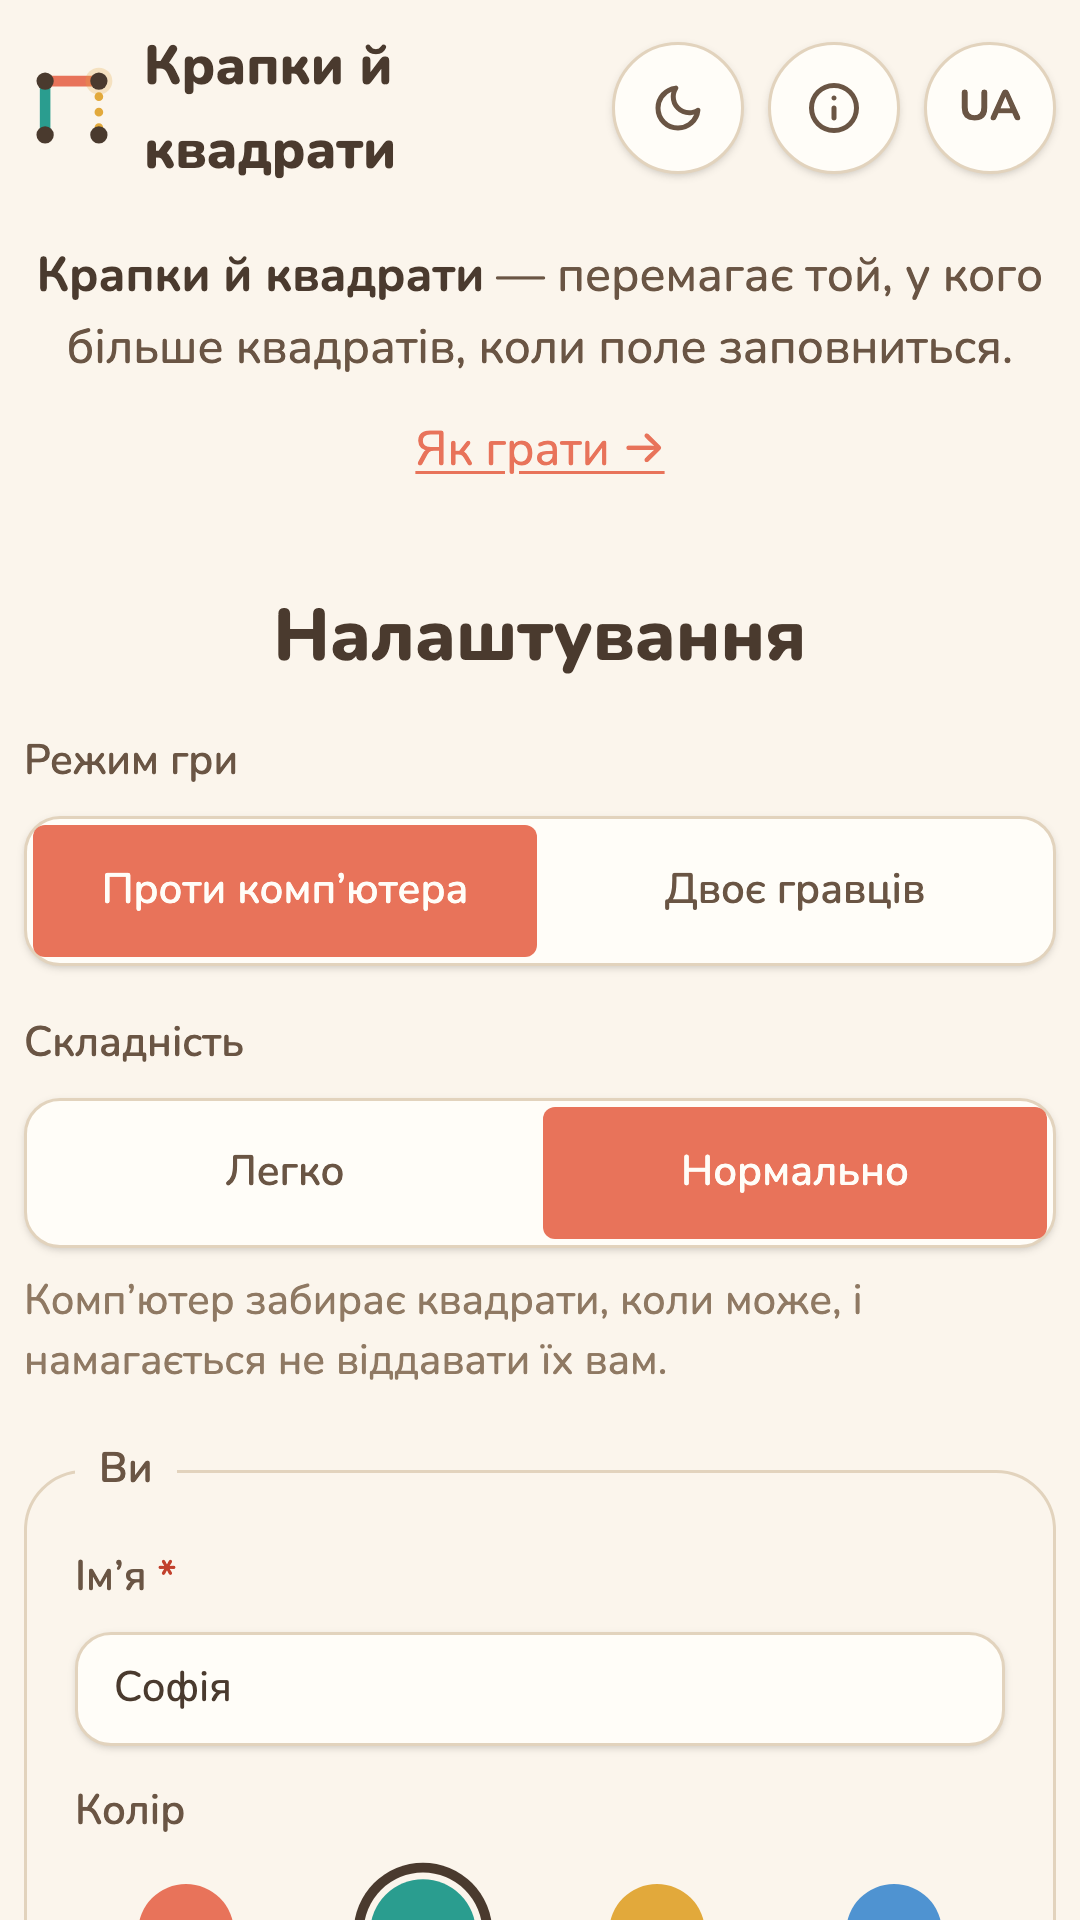 Крапки й
квадрати
UA
Крапки й квадрати — перемагає той, у кого
більше квадратів, коли поле заповниться.
Як грати →
Налаштування
Режим гри
Проти комп’ютера
Двоє гравців
Складність
Легко
Нормально
Комп’ютер забирає квадрати, коли може, і
намагається не віддавати їх вам.
Ви
Ім’я *
Софія
Колір